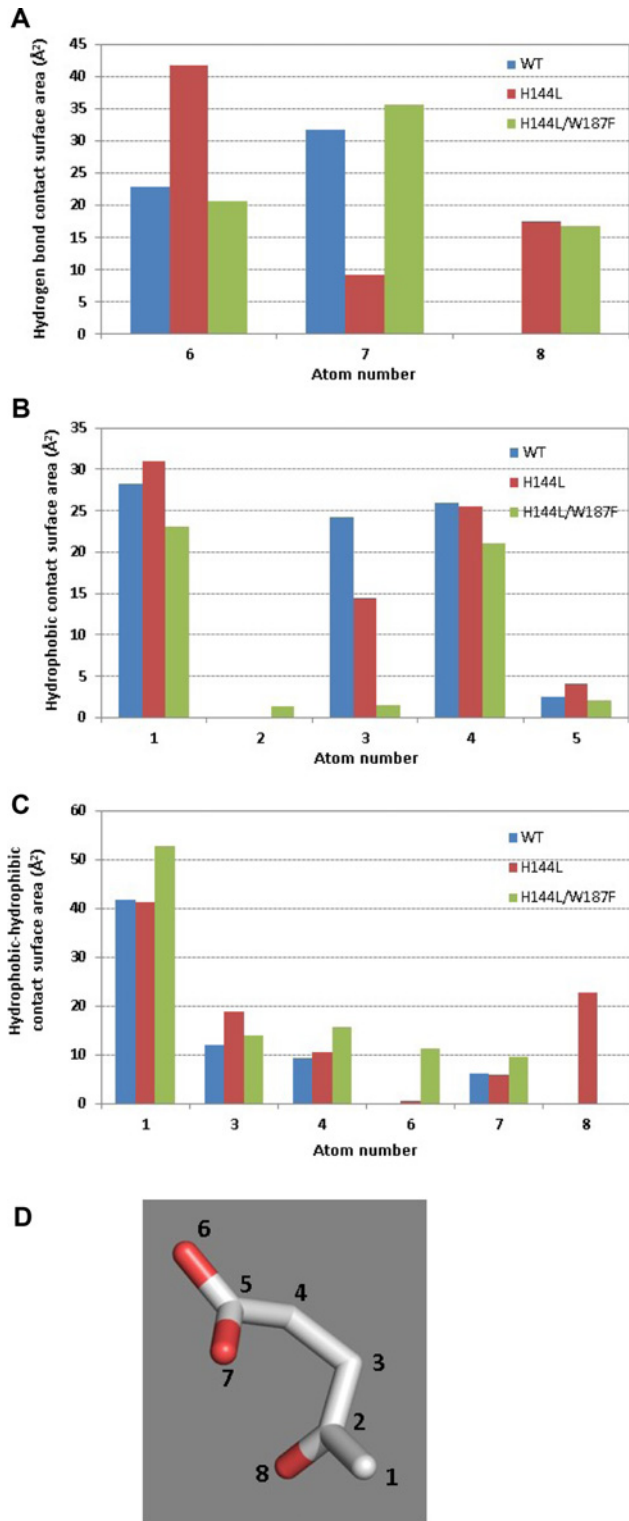 A
Hydrogen bond contact surface area (Å²)
45
40
35
30
25
20
15
10
5
0
WT
H144L
H144L/W187F
6 7 8
Atom number
B
Hydrophobic contact surface area (Å²)
35
30
25
20
15
10
5
0
WT
H144L
H144L/W187F
1 2 3 4 5
Atom number
C
Hydrophobic-hydrophibic
contact surface area (Å²)
60
50
40
30
20
10
0
WT
H144L
H144L/W187F
1 3 4 6 7 8
Atom number
D
6
5
4
7
3
2
8
1